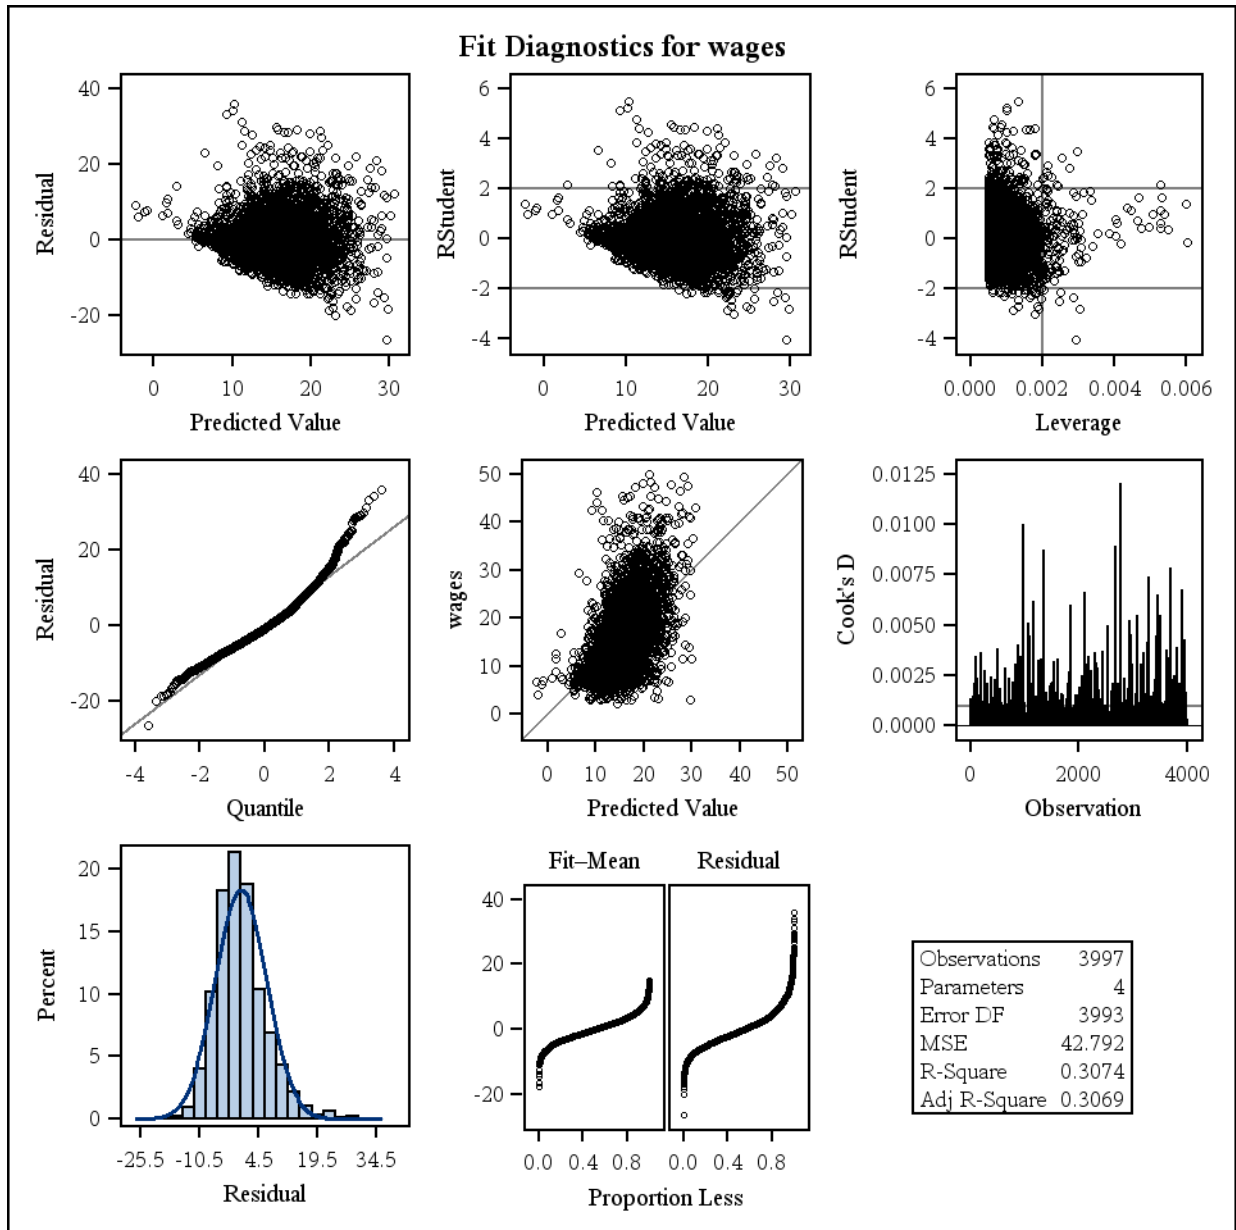 Fit Diagnostics for wages
Residual
40
20
0
-20
0 10 20 30
Predicted Value
RStudent
6
4
2
0
-2
-4
0 10 20 30
Predicted Value
RStudent
6
4
2
0
-2
-4
0.000 0.002 0.004 0.006
Leverage
Residual
40
20
0
-20
-4 -2 0 2 4
Quantile
wages
50
40
30
20
10
0
0 10 20 30 40 50
Predicted Value
Cook's D
0.0125
0.0100
0.0075
0.0050
0.0025
0.0000
0 2000 4000
Observation
Percent
20
15
10
5
0
-25.5 -10.5 4.5 19.5 34.5
Residual
Fit–Mean Residual
40
20
0
-20
0.0 0.4 0.8 0.0 0.4 0.8
Proportion Less
Observations 3997
Parameters 4
Error DF 3993
MSE 42.792
R-Square 0.3074
Adj R-Square 0.3069